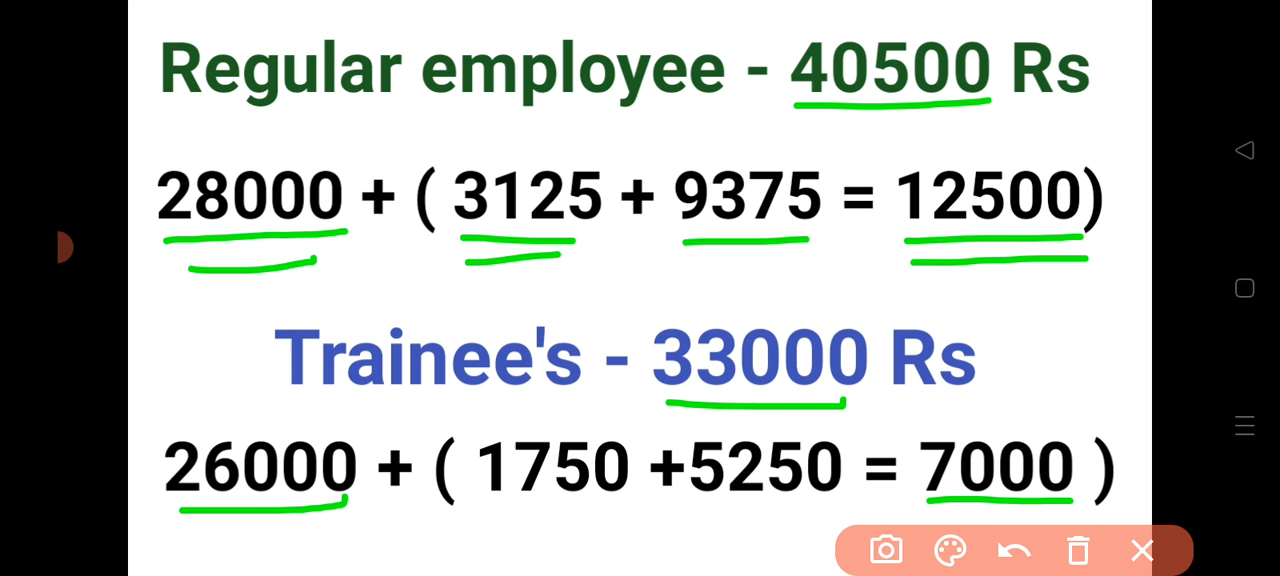 Regular employee - 40500 Rs
28000 + ( 3125 + 9375 = 12500)
Trainee's - 33000 Rs
26000 + ( 1750 +5250 = 7000 )